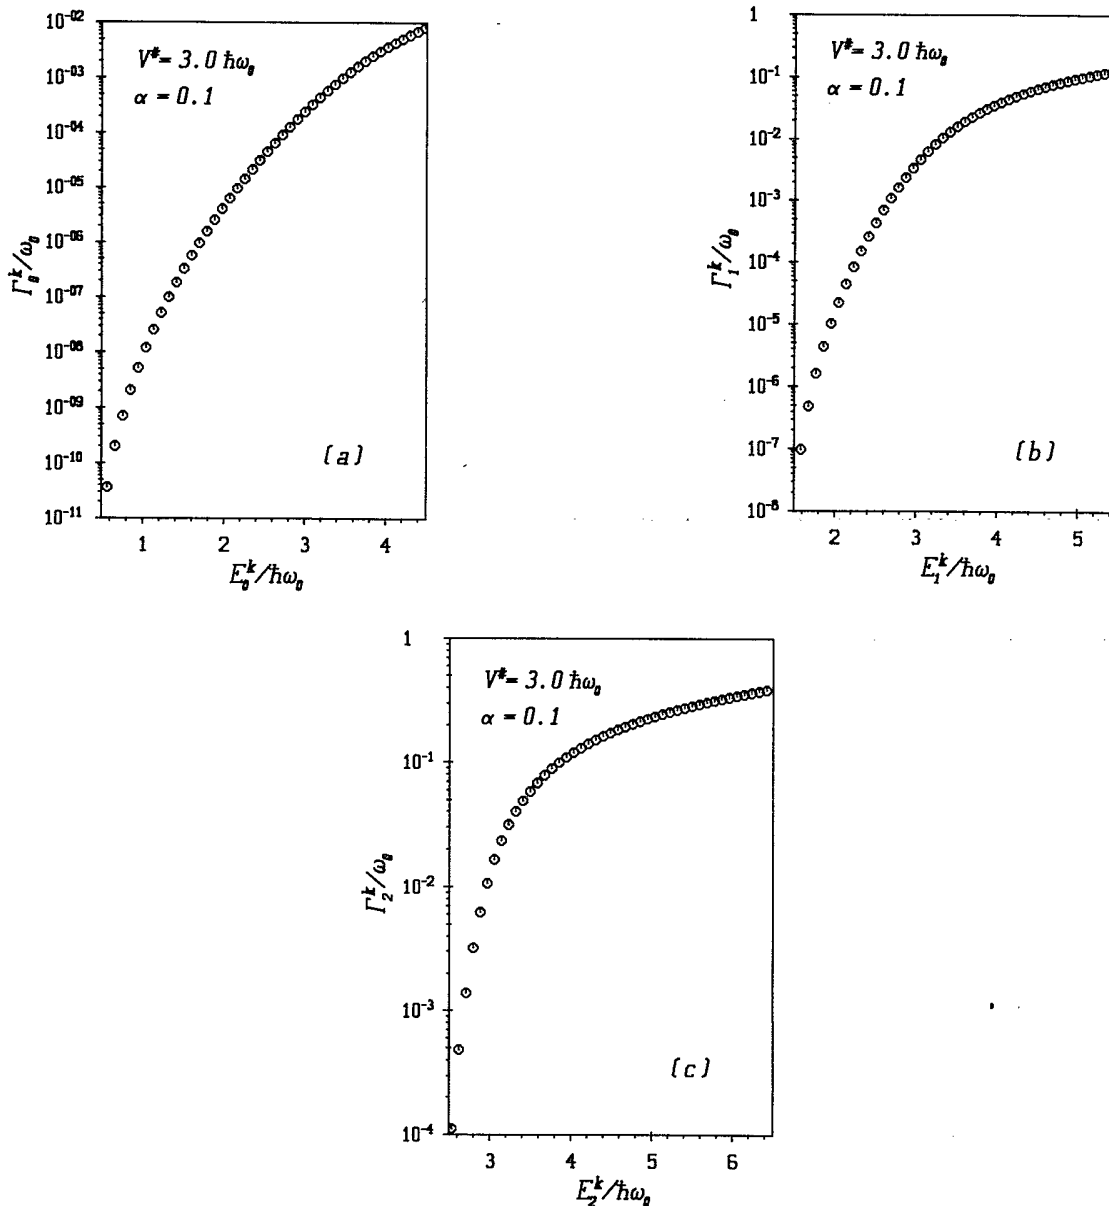 10⁻⁰²
10⁻⁰³
10⁻⁰⁴
10⁻⁰⁵
10⁻⁰⁶
10⁻⁰⁷
10⁻⁰⁸
10⁻⁰⁹
10⁻¹⁰
10⁻¹¹
Γ₀ᵏ/ω₀
V# = 3.0 ℏω₀
α = 0.1
(a)
1 2 3 4
E₀ᵏ/ℏω₀
1
10⁻¹
10⁻²
10⁻³
10⁻⁴
10⁻⁵
10⁻⁶
10⁻⁷
10⁻⁸
Γ₁ᵏ/ω₀
V# = 3.0 ℏω₀
α = 0.1
(b)
2 3 4 5
E₁ᵏ/ℏω₀
1
10⁻¹
10⁻²
10⁻³
10⁻⁴
Γ₂ᵏ/ω₀
V# = 3.0 ℏω₀
α = 0.1
(c)
3 4 5 6
E₂ᵏ/ℏω₀